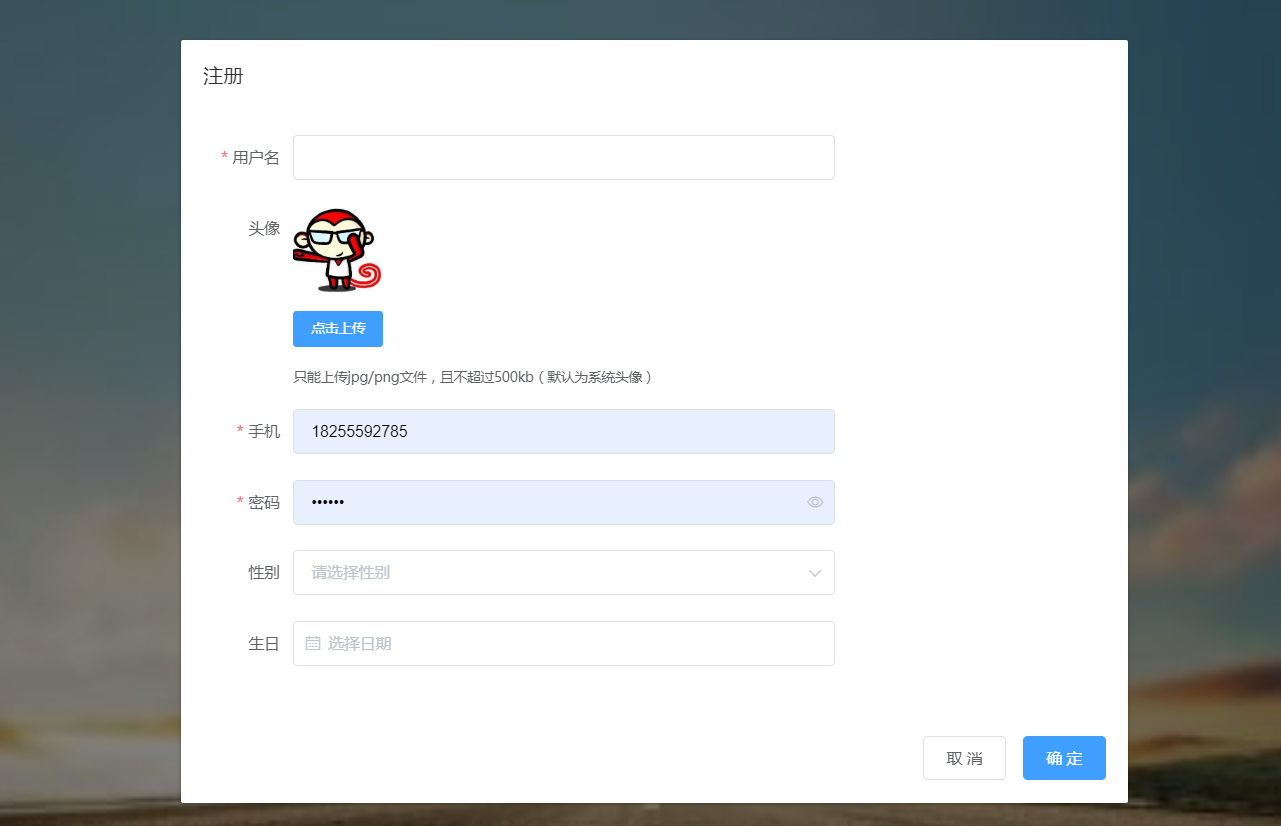 注册
* 用户名
头像
点击上传
只能上传jpg/png文件，且不超过500kb（默认为系统头像）
* 手机 18255592785
* 密码 ••••••
性别 请选择性别
生日 选择日期
取 消 确 定